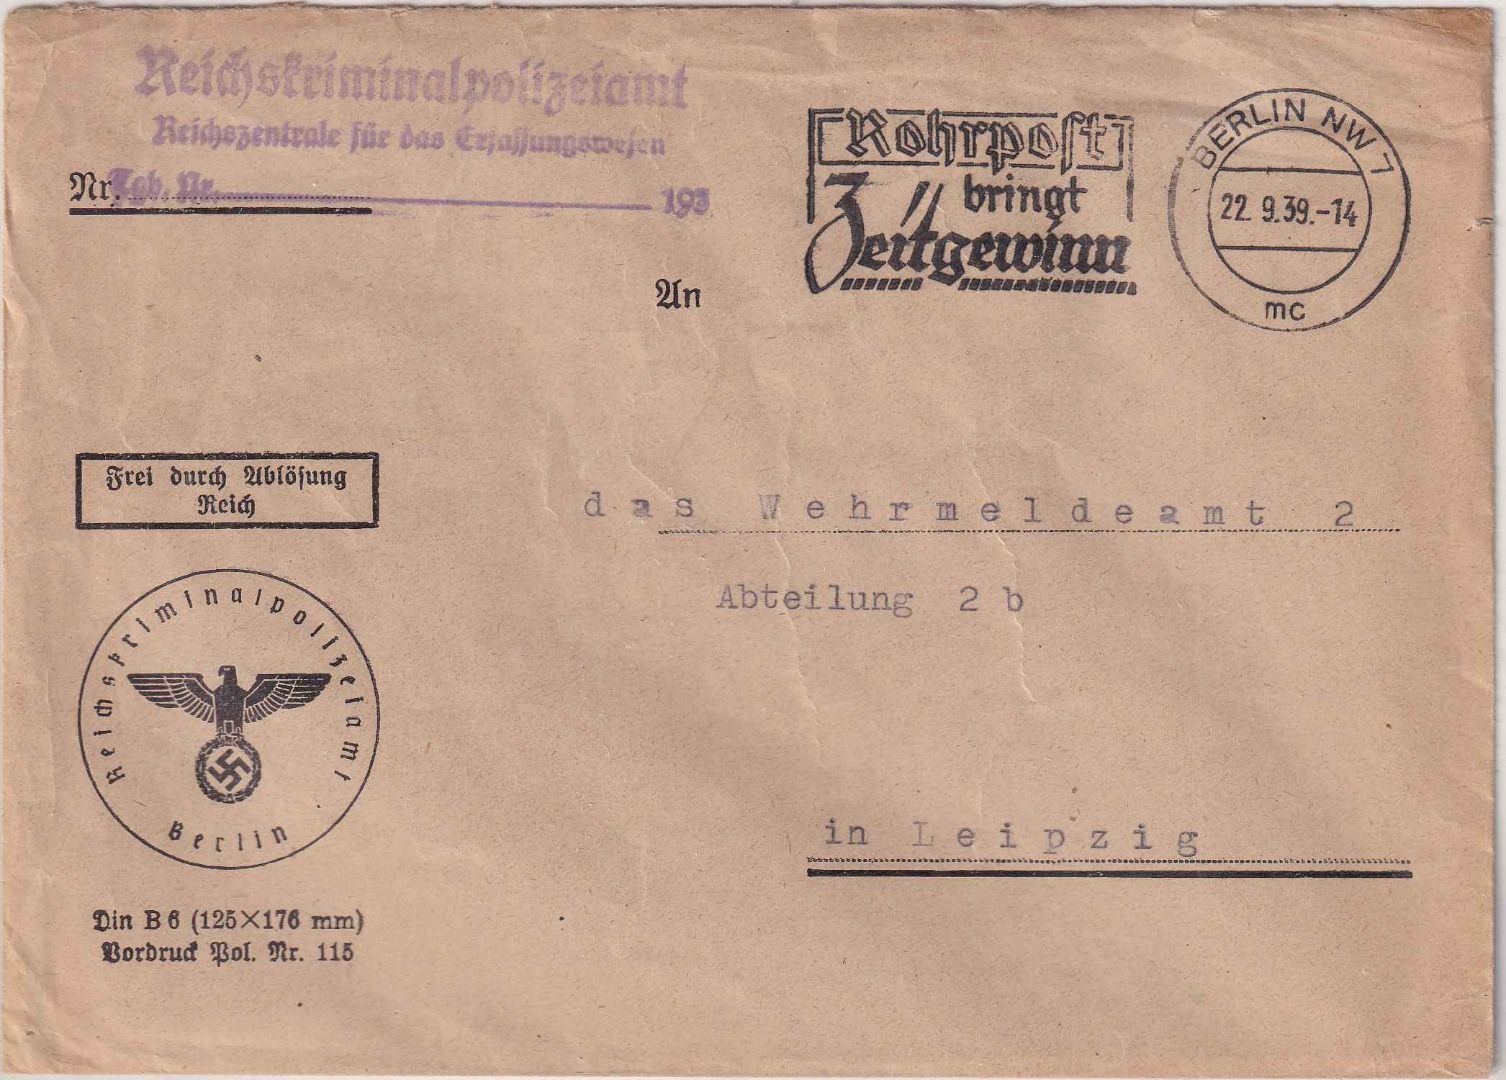 Reichskriminalpolizeiamt
Reichszentrale für das Erfassungswesen
Nr.
Tgb. Nr. 193
Rohrpost
bringt
Zeitgewinn
BERLIN NW 7
22. 9.39.-14
mc
An
Frei durch Ablösung
Reich
das Wehrmeldeamt 2
Abteilung 2 b
Reichskriminalpolizeiamt
Berlin
in Leipzig
Din B 6 (125×176 mm)
Vordruck Pol. Nr. 115